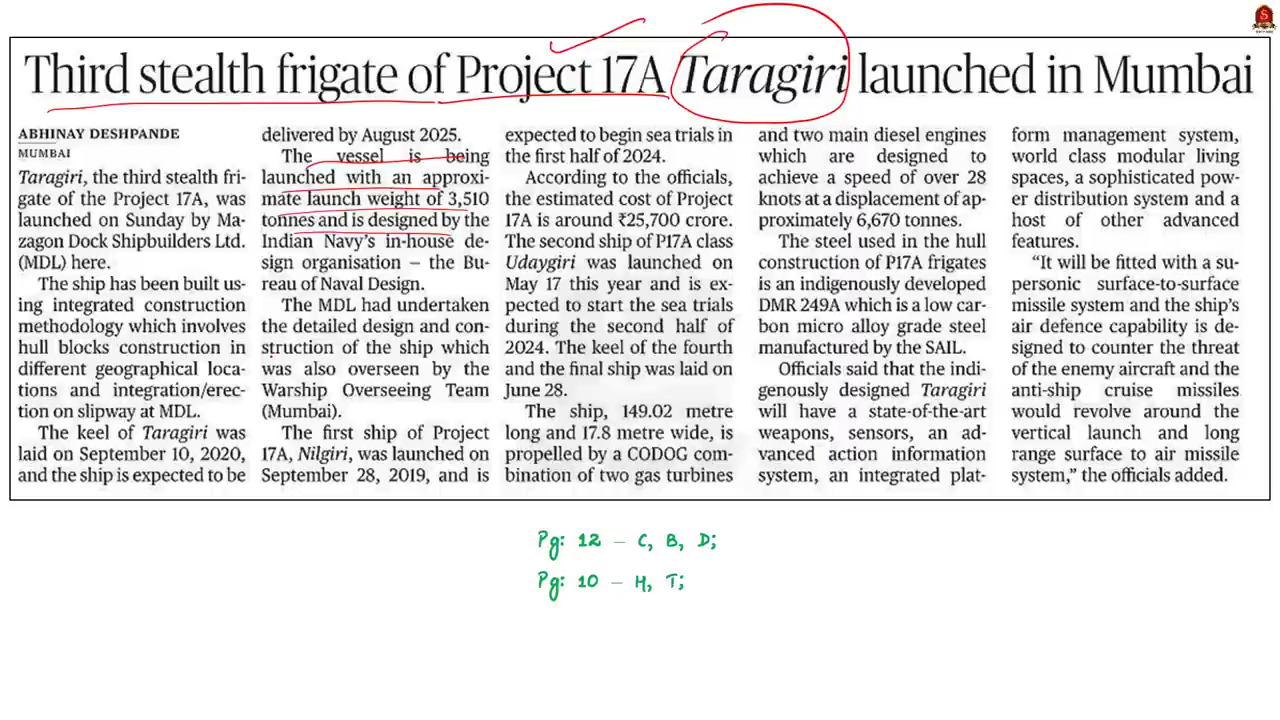 Third stealth frigate of Project 17A Taragiri launched in Mumbai
ABHINAY DESHPANDE
MUMBAI
Taragiri, the third stealth fri-
gate of the Project 17A, was
launched on Sunday by Ma-
zagon Dock Shipbuilders Ltd.
(MDL) here.
The ship has been built us-
ing integrated construction
methodology which involves
hull blocks construction in
different geographical loca-
tions and integration/erec-
tion on slipway at MDL.
The keel of Taragiri was
laid on September 10, 2020,
and the ship is expected to be
delivered by August 2025.
The vessel is being
launched with an approxi-
mate launch weight of 3,510
tonnes and is designed by the
Indian Navy's in-house de-
sign organisation – the Bu-
reau of Naval Design.
The MDL had undertaken
the detailed design and con-
struction of the ship which
was also overseen by the
Warship Overseeing Team
(Mumbai).
The first ship of Project
17A, Nilgiri, was launched on
September 28, 2019, and is
expected to begin sea trials in
the first half of 2024.
According to the officials,
the estimated cost of Project
17A is around ₹25,700 crore.
The second ship of P17A class
Udaygiri was launched on
May 17 this year and is ex-
pected to start the sea trials
during the second half of
2024. The keel of the fourth
and the final ship was laid on
June 28.
The ship, 149.02 metre
long and 17.8 metre wide, is
propelled by a CODOG com-
bination of two gas turbines
and two main diesel engines
which are designed to
achieve a speed of over 28
knots at a displacement of ap-
proximately 6,670 tonnes.
The steel used in the hull
construction of P17A frigates
is an indigenously developed
DMR 249A which is a low car-
bon micro alloy grade steel
manufactured by the SAIL.
Officials said that the indi-
genously designed Taragiri
will have a state-of-the-art
weapons, sensors, an ad-
vanced action information
system, an integrated plat-
form management system,
world class modular living
spaces, a sophisticated pow-
er distribution system and a
host of other advanced
features.
"It will be fitted with a su-
personic surface-to-surface
missile system and the ship's
air defence capability is de-
signed to counter the threat
of the enemy aircraft and the
anti-ship cruise missiles
would revolve around the
vertical launch and long
range surface to air missile
system," the officials added.
Pg: 12 – C, B, D;
Pg: 10 – H, T;